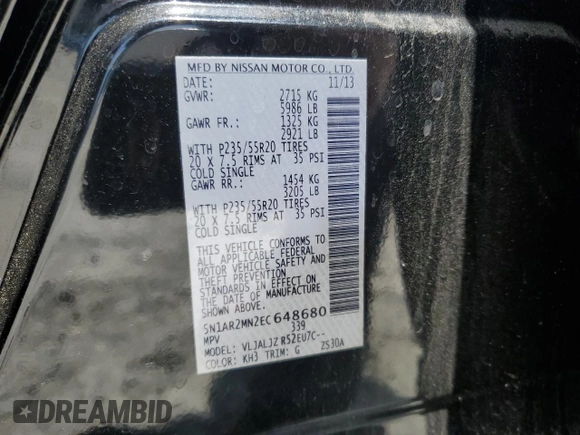 MFD BY NISSAN MOTOR CO., LTD.
DATE: 11/13
GVWR: 2715 KG
5986 LB
GAWR FR.: 1325 KG
2921 LB
WITH P235/55R20 TIRES
20 X 7.5 RIMS AT 35 PSI
COLD SINGLE
GAWR RR.: 1454 KG
3205 LB
WITH P235/55R20 TIRES
20 X 7.5 RIMS AT 35 PSI
COLD SINGLE
THIS VEHICLE CONFORMS TO
ALL APPLICABLE FEDERAL
MOTOR VEHICLE SAFETY AND
THEFT PREVENTION
STANDARDS IN EFFECT ON
THE DATE OF MANUFACTURE
SHOWN ABOVE.
5N1AR2MN2EC648680
MPV 339
MODEL: VLJALJZ R52EU7C--
COLOR: KH3 TRIM: G ZS30A
DREAMBID